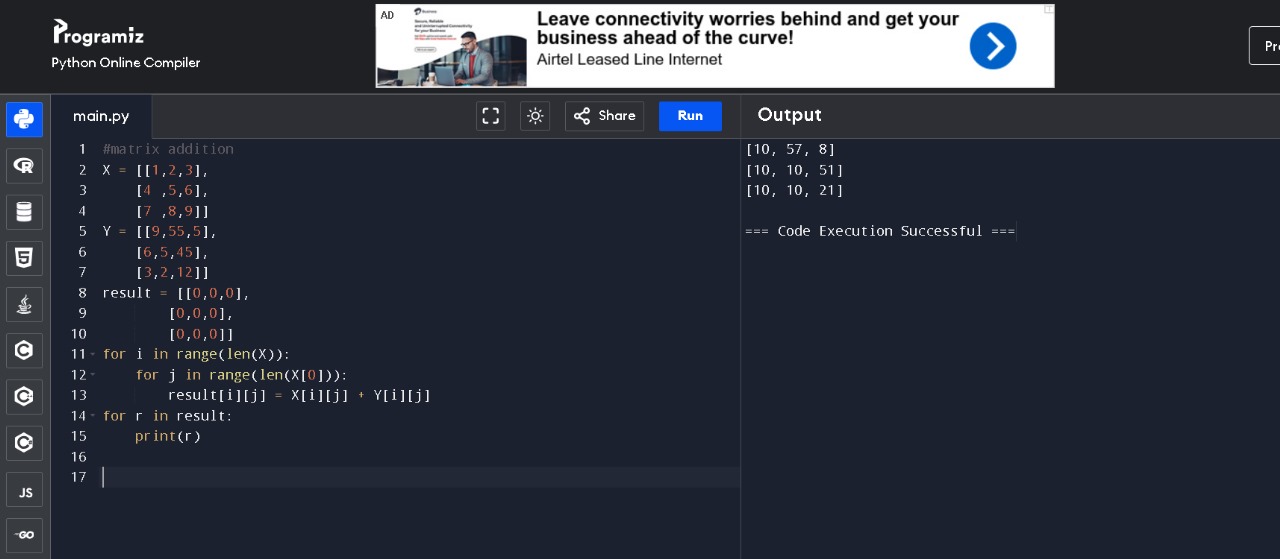 Programiz
Python Online Compiler
AD
Leave connectivity worries behind and get your
business ahead of the curve!
Airtel Leased Line Internet
main.py
Share
Run
Output
1 #matrix addition
2 X = [[1,2,3],
3     [4 ,5,6],
4     [7 ,8,9]]
5 Y = [[9,55,5],
6     [6,5,45],
7     [3,2,12]]
8 result = [[0,0,0],
9         [0,0,0],
10         [0,0,0]]
11 for i in range(len(X)):
12     for j in range(len(X[0])):
13         result[i][j] = X[i][j] + Y[i][j]
14 for r in result:
15     print(r)
16
17
[10, 57, 8]
[10, 10, 51]
[10, 10, 21]
=== Code Execution Successful ===
R
5
C
C
C
JS
GO